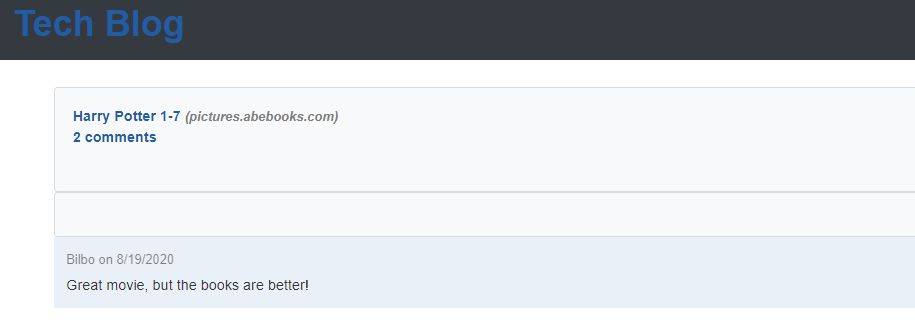 Tech Blog
Harry Potter 1-7 (pictures.abebooks.com)
2 comments
Bilbo on 8/19/2020
Great movie, but the books are better!